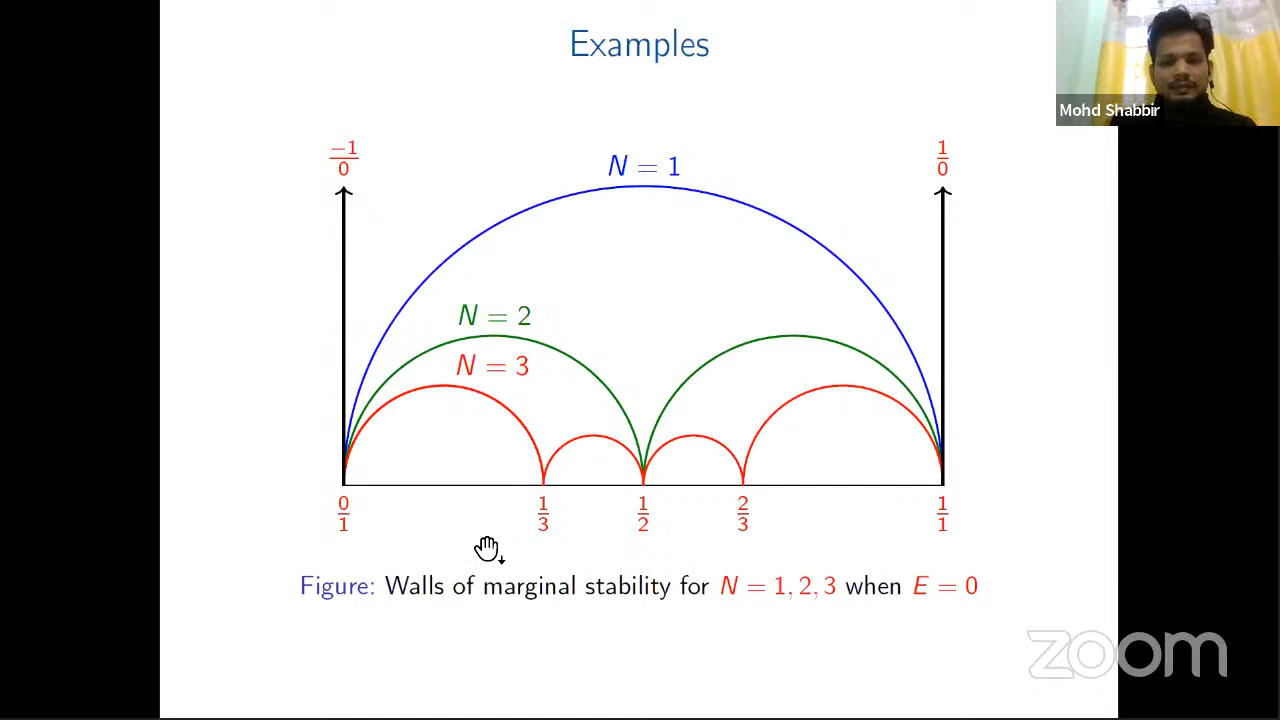 Examples
Mohd Shabbir
−1/0
1/0
N = 1
N = 2
N = 3
0/1
1/3
1/2
2/3
1/1
Figure: Walls of marginal stability for N = 1, 2, 3 when E = 0
zoom